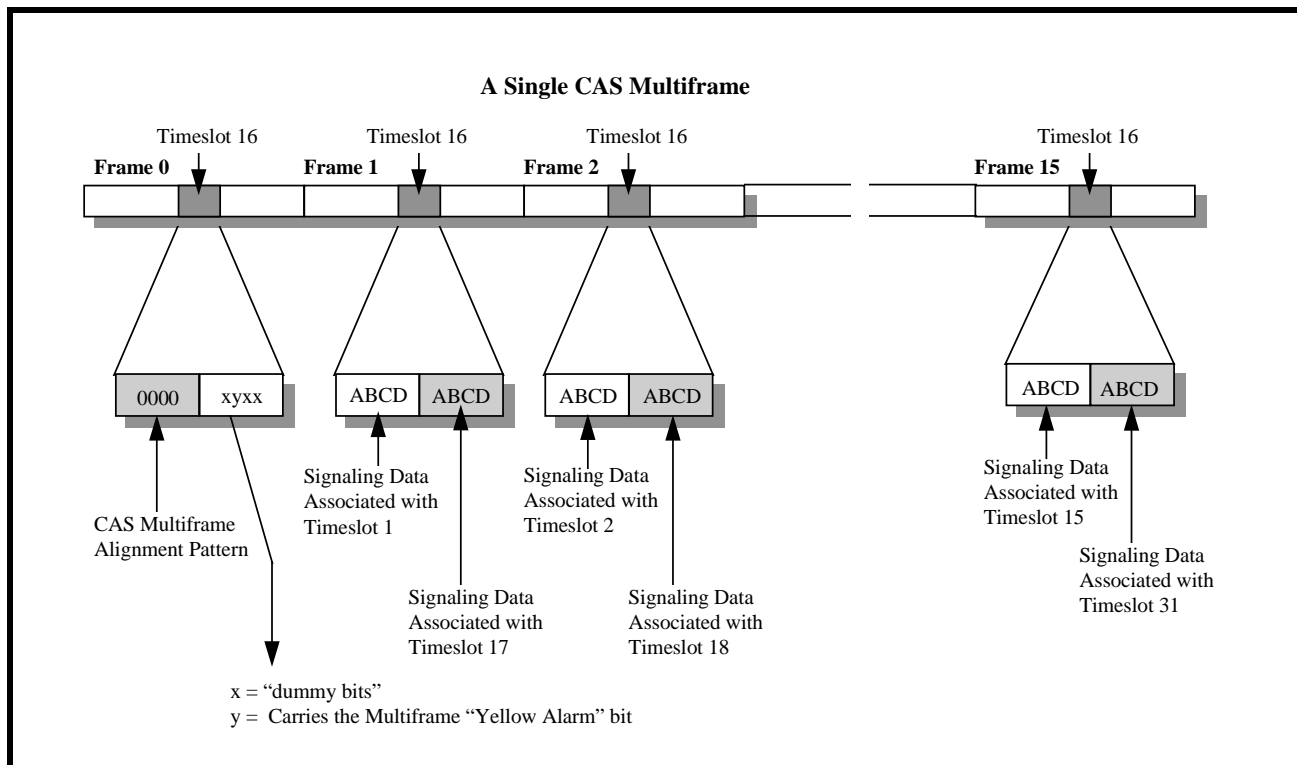 A Single CAS Multiframe
Timeslot 16
Timeslot 16
Timeslot 16
Timeslot 16
Frame 0
Frame 1
Frame 2
Frame 15
0000
xyxx
ABCD
ABCD
ABCD
ABCD
ABCD
ABCD
CAS Multiframe
Alignment Pattern
Signaling Data
Associated with
Timeslot 1
Signaling Data
Associated with
Timeslot 17
Signaling Data
Associated with
Timeslot 2
Signaling Data
Associated with
Timeslot 18
Signaling Data
Associated with
Timeslot 15
Signaling Data
Associated with
Timeslot 31
x = “dummy bits”
y =  Carries the Multiframe “Yellow Alarm” bit